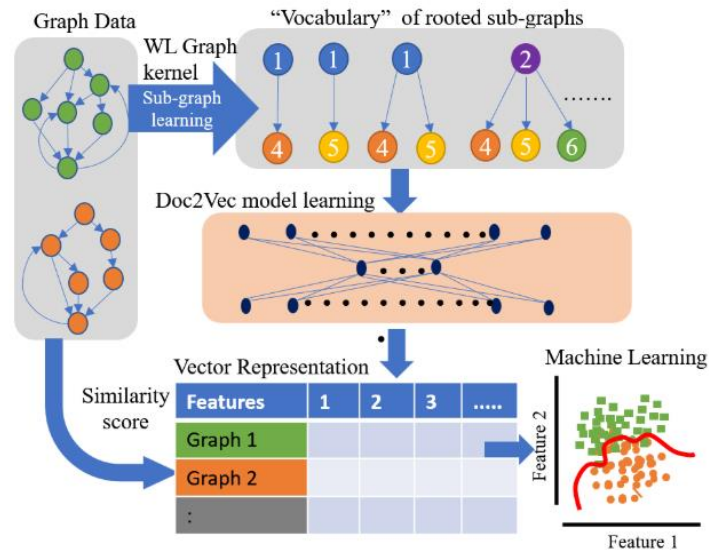 Graph Data
"Vocabulary" of rooted sub-graphs
WL Graph
kernel
Sub-graph
learning
1 1 1 2
.......
4 5 4 5 4 5 6
Doc2Vec model learning
Vector Representation
Similarity
score
Features 1 2 3 .....
Graph 1
Graph 2
:
Machine Learning
Feature 2
Feature 1